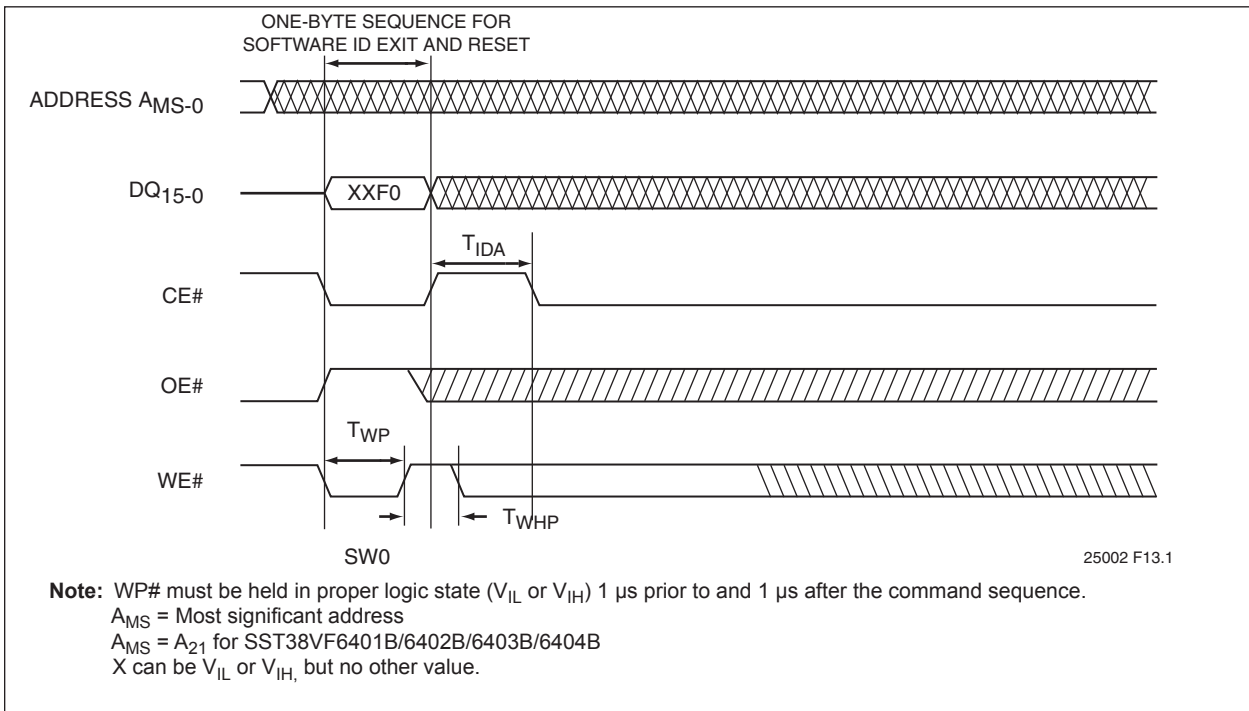 ONE-BYTE SEQUENCE FOR
SOFTWARE ID EXIT AND RESET
ADDRESS AMS-0
DQ15-0
XXF0
TIDA
CE#
OE#
TWP
WE#
TWHP
SW0
25002 F13.1
Note: WP# must be held in proper logic state (VIL or VIH) 1 µs prior to and 1 µs after the command sequence.
AMS = Most significant address
AMS = A21 for SST38VF6401B/6402B/6403B/6404B
X can be VIL or VIH, but no other value.